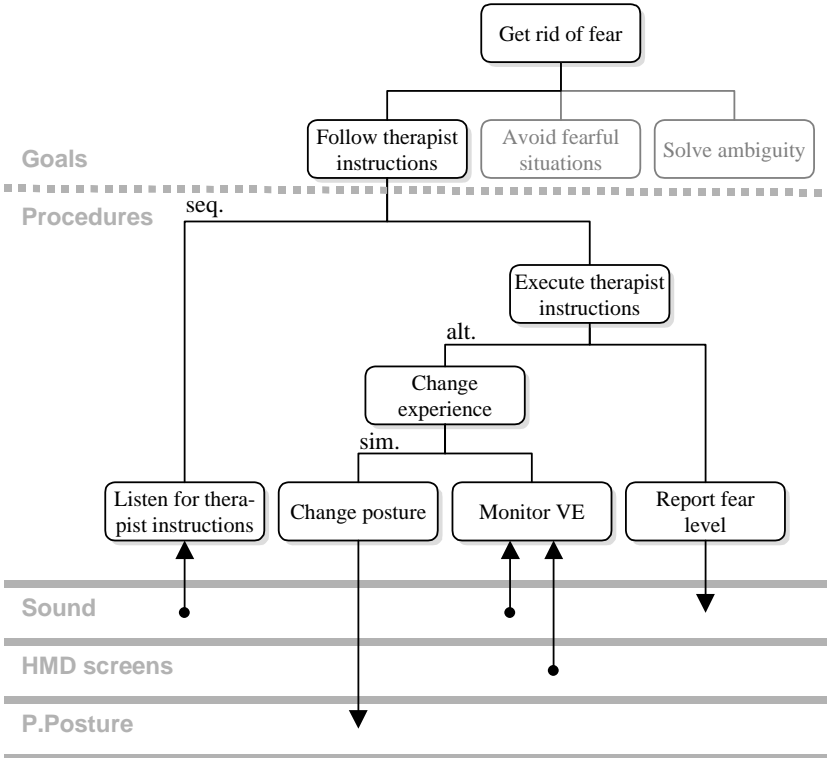 Get rid of fear
Follow therapist
instructions
Avoid fearful
situations
Solve ambiguity
Goals
Procedures
seq.
Execute therapist
instructions
alt.
Change
experience
sim.
Listen for thera-
pist instructions
Change posture
Monitor VE
Report fear
level
Sound
HMD screens
P.Posture